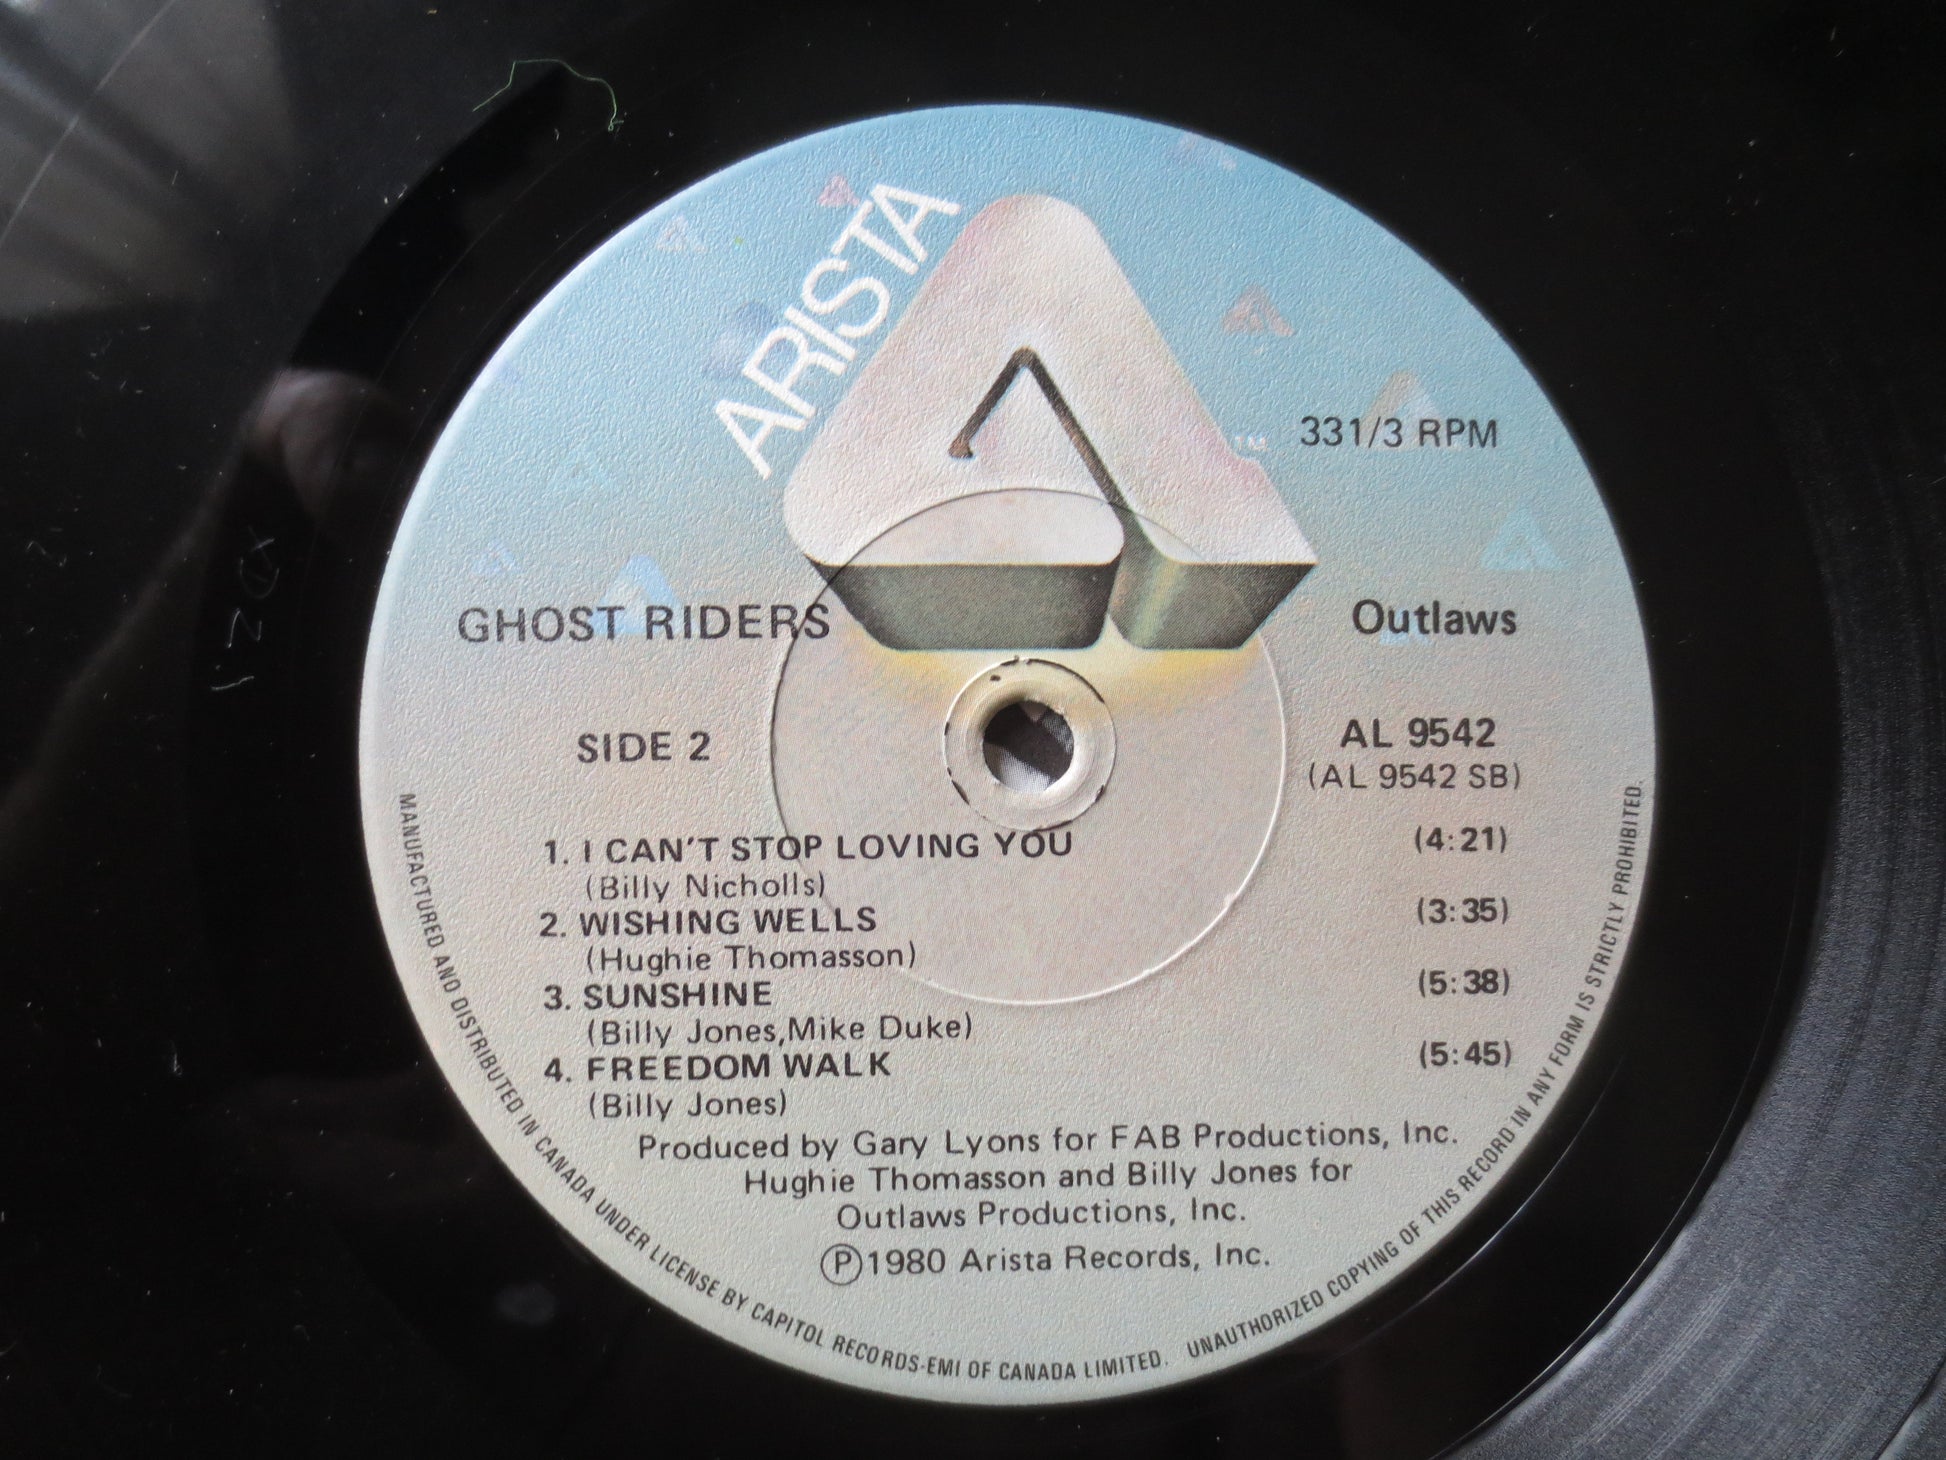 ARISTA
TM
331/3 RPM
GHOST RIDERS
Outlaws
SIDE 2
AL 9542
(AL 9542 SB)
1. I CAN'T STOP LOVING YOU (4:21)
(Billy Nicholls)
2. WISHING WELLS (3:35)
(Hughie Thomasson)
3. SUNSHINE (5:38)
(Billy Jones,Mike Duke)
4. FREEDOM WALK (5:45)
(Billy Jones)
Produced by Gary Lyons for FAB Productions, Inc.
Hughie Thomasson and Billy Jones for
Outlaws Productions, Inc.
Ⓟ1980 Arista Records, Inc.
MANUFACTURED AND DISTRIBUTED IN CANADA UNDER LICENSE BY CAPITOL RECORDS-EMI OF CANADA LIMITED. UNAUTHORIZED COPYING OF THIS RECORD IN ANY FORM IS STRICTLY PROHIBITED.